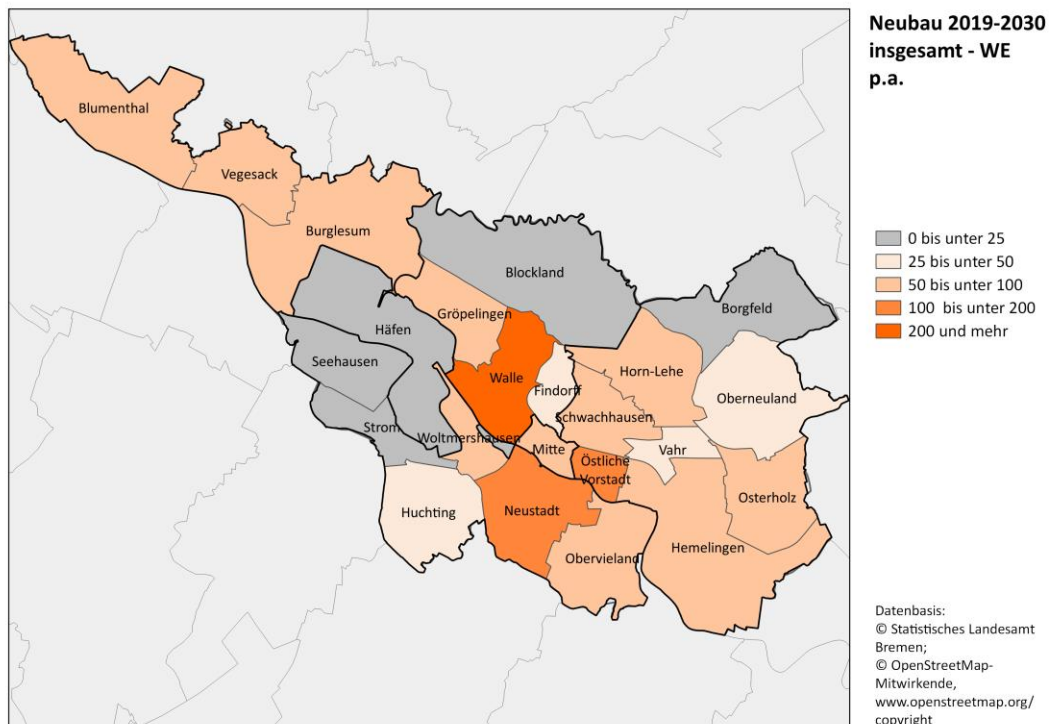 Neubau 2019-2030
insgesamt - WE
p.a.
Blumenthal
Vegesack
Burglesum
Blockland
Borgfeld
Gröpelingen
Häfen
Seehausen
Walle
Horn-Lehe
Findorff
Oberneuland
Schwachhausen
Strom
Woltmershausen
Mitte
Vahr
Östliche
Vorstadt
Osterholz
Huchting
Neustadt
Hemelingen
Obervieland
0 bis unter 25
25 bis unter 50
50 bis unter 100
100 bis unter 200
200 und mehr
Datenbasis:
© Statistisches Landesamt
Bremen;
© OpenStreetMap-
Mitwirkende,
www.openstreetmap.org/
copyright